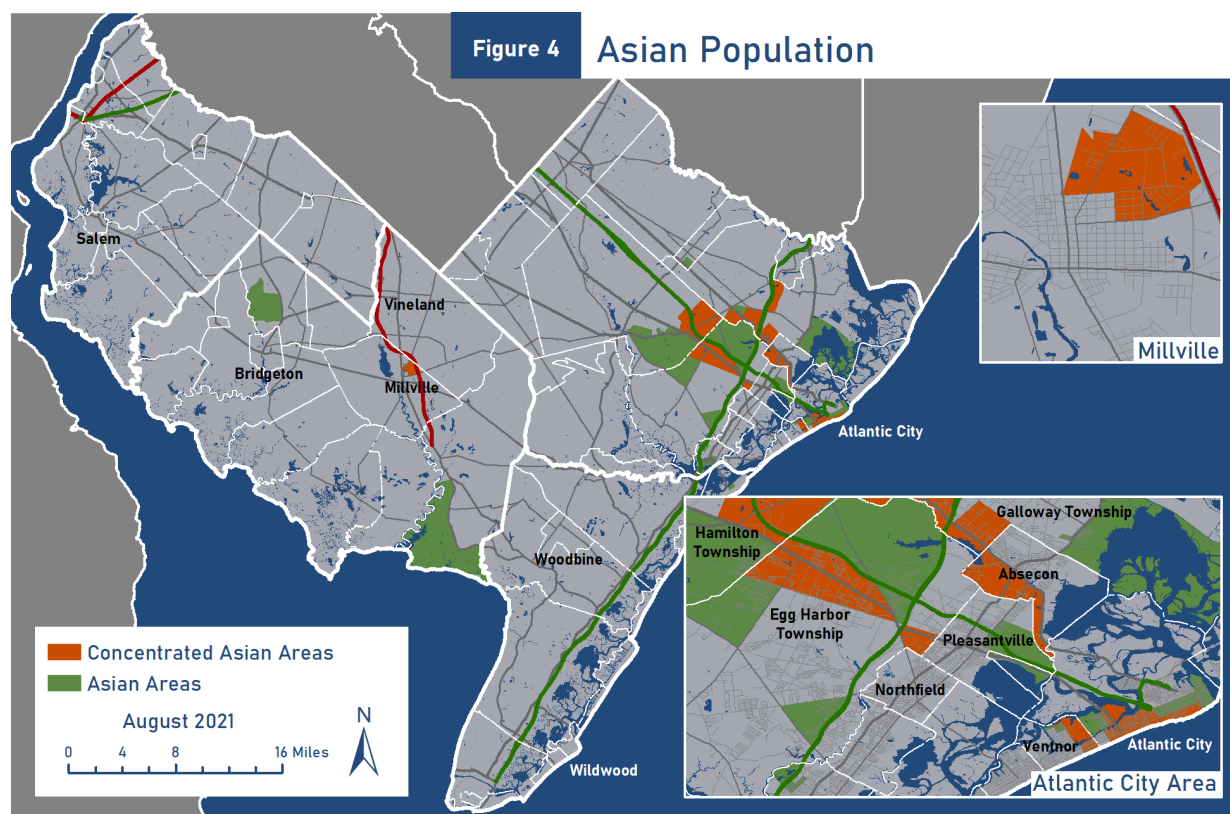 Figure 4
Asian Population
Millville
Salem
Vineland
Bridgeton
Millville
Atlantic City
Woodbine
Wildwood
Galloway Township
Hamilton
Township
Absecon
Egg Harbor
Township
Pleasantville
Northfield
Ventnor
Atlantic City
Atlantic City Area
Concentrated Asian Areas
Asian Areas
August 2021
N
0 4 8 16 Miles